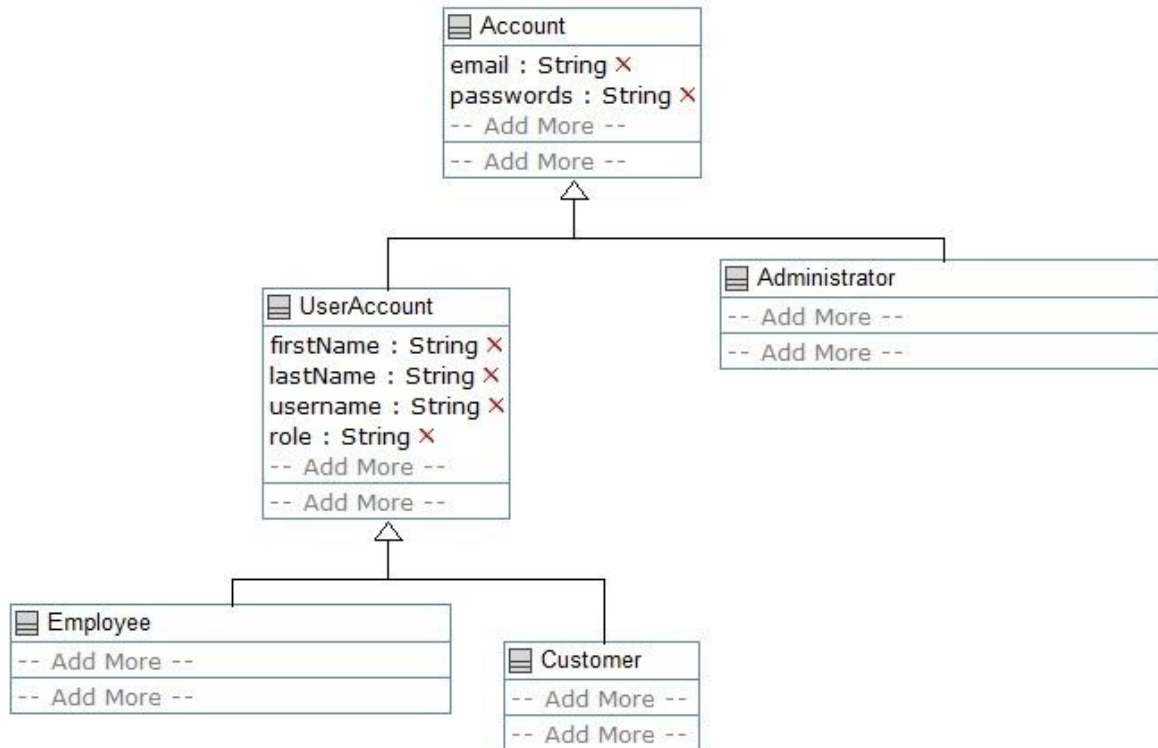 Account
email : String ×
passwords : String ×
-- Add More --
-- Add More --
Administrator
-- Add More --
-- Add More --
UserAccount
firstName : String ×
lastName : String ×
username : String ×
role : String ×
-- Add More --
-- Add More --
Employee
-- Add More --
-- Add More --
Customer
-- Add More --
-- Add More --